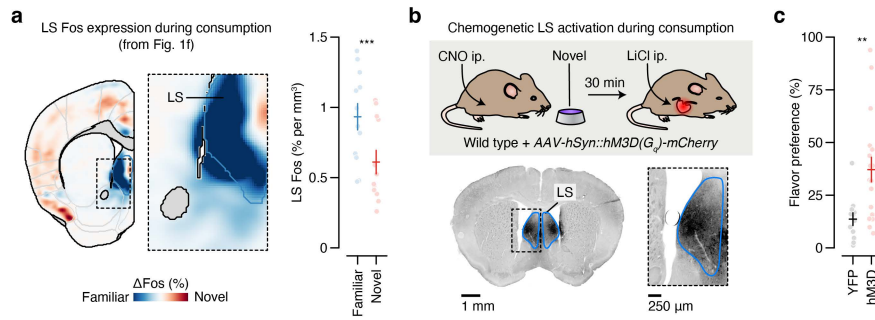 a
LS Fos expression during consumption
(from Fig. 1f)
LS
ΔFos (%)
Familiar
Novel
LS Fos (% per mm³)
1.5
1
0.5
0
***
Familiar
Novel
b
Chemogenetic LS activation during consumption
CNO ip.
Novel
30 min
LiCl ip.
Wild type + AAV-hSyn::hM3D(Gq)-mCherry
LS
1 mm
250 μm
c
Flavor preference (%)
100
75
50
25
0
**
YFP
hM3D